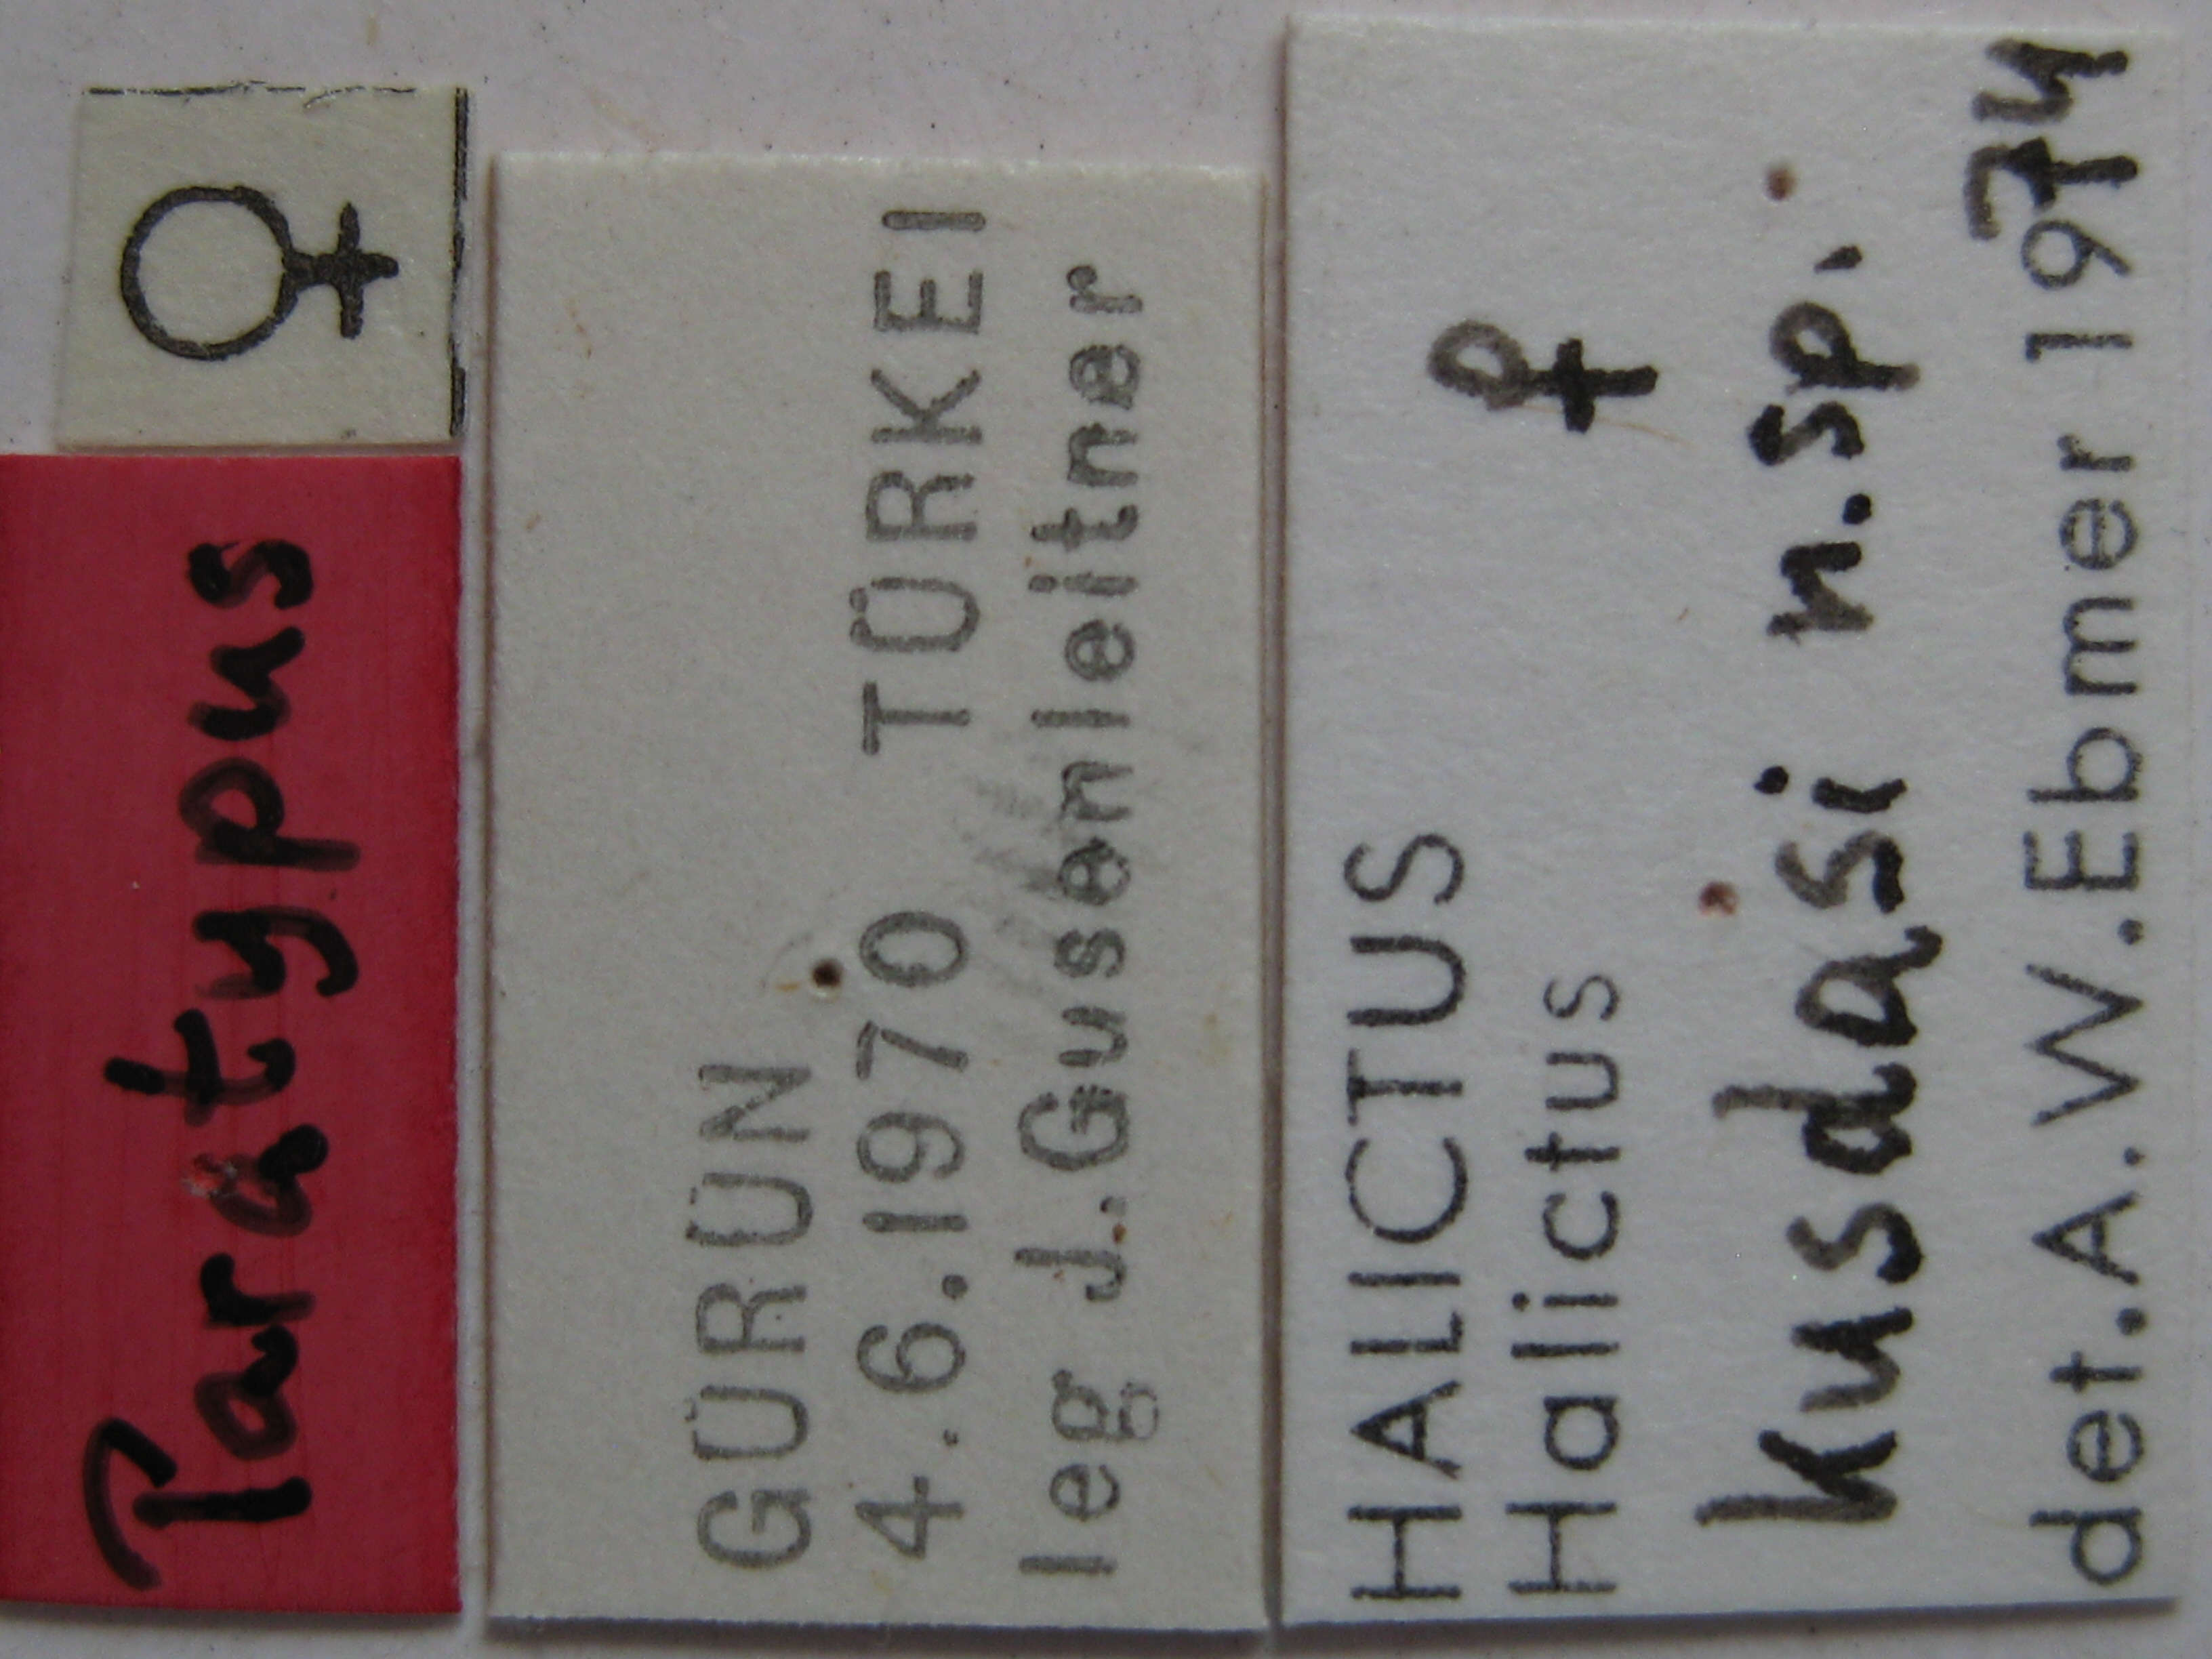 Paratypus
♀
GÜRÜN
4.6.1970 TÜRKEI
leg J.Gusenleitner
HALICTUS
Halictus ♀
kusdasi n.sp.
det.A.W.Ebmer 1974